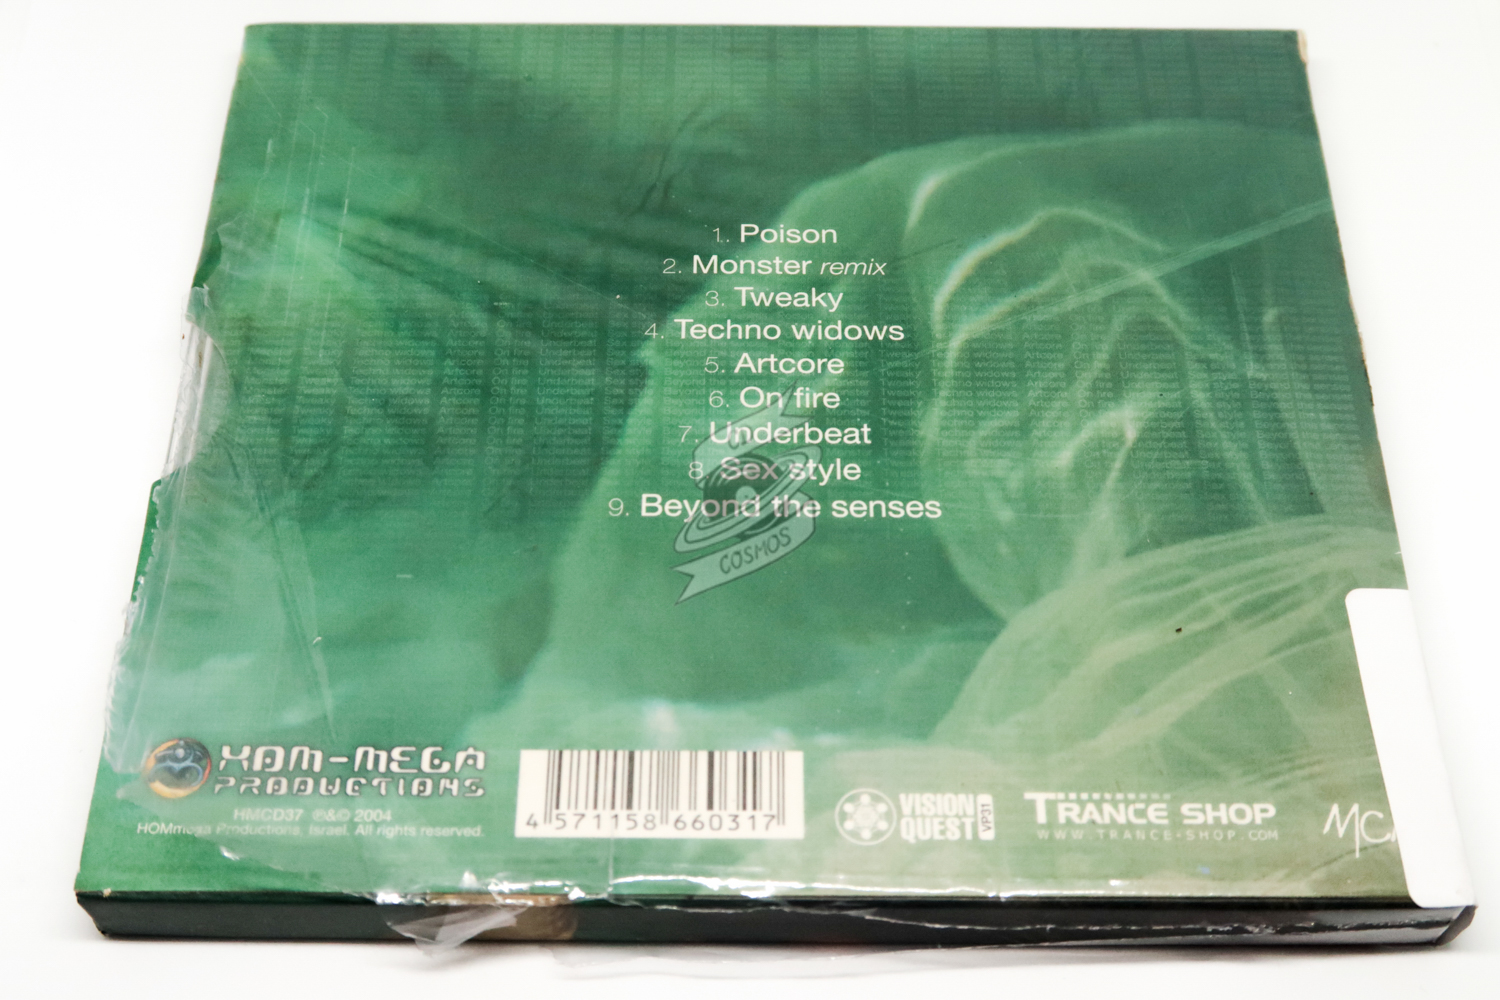 1. Poison
2. Monster remix
3. Tweaky
4. Techno widows
5. Artcore
6. On fire
7. Underbeat
8. Sex style
9. Beyond the senses
COSMOS
HOM-MEGA
PRODUCTIONS
HMCD37 ℗&© 2004
HOMmega Productions, Israel. All rights reserved.
4 571158 660317
VISION
QUEST
VP31
TRANCE SHOP
WWW.TRANCE-SHOP.COM